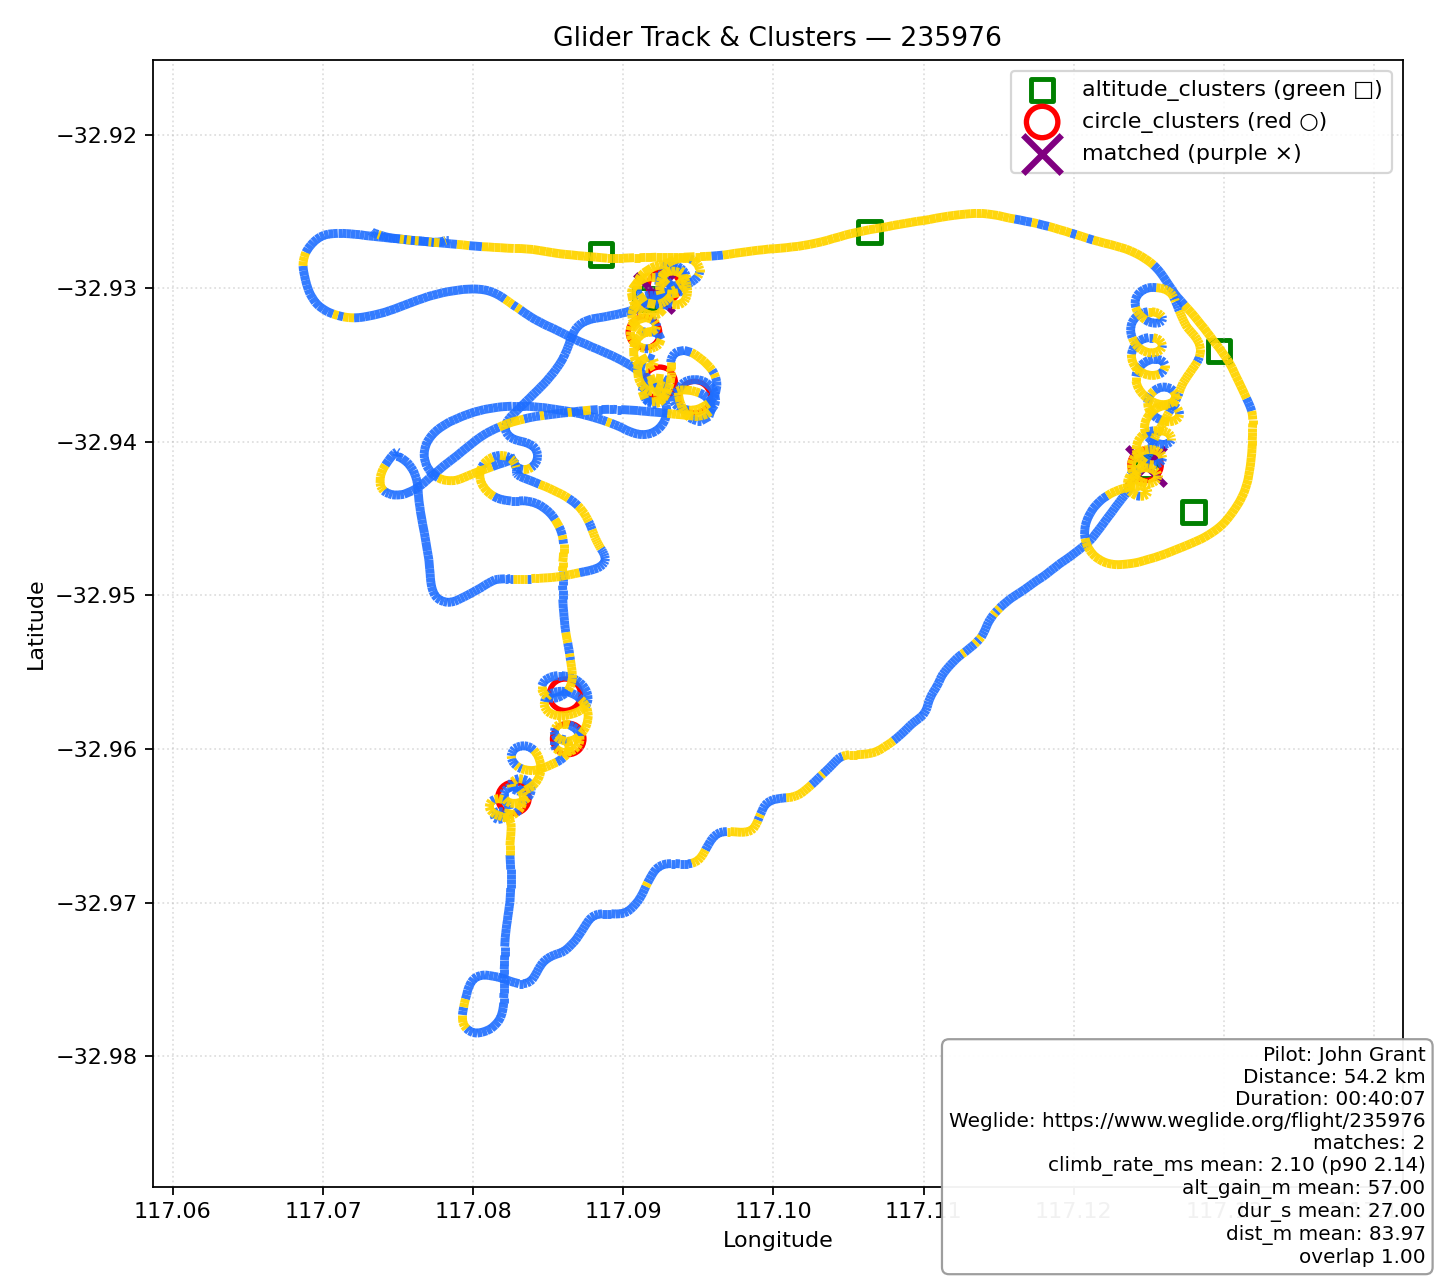 Glider Track & Clusters — 235976
altitude_clusters (green □)
circle_clusters (red ○)
matched (purple ×)
−32.92
−32.93
−32.94
−32.95
−32.96
−32.97
−32.98
Latitude
117.06
117.07
117.08
117.09
117.10
117.11
117.12
Longitude
Pilot: John Grant
Distance: 54.2 km
Duration: 00:40:07
Weglide: https://www.weglide.org/flight/235976
matches: 2
climb_rate_ms mean: 2.10 (p90 2.14)
alt_gain_m mean: 57.00
dur_s mean: 27.00
dist_m mean: 83.97
overlap 1.00